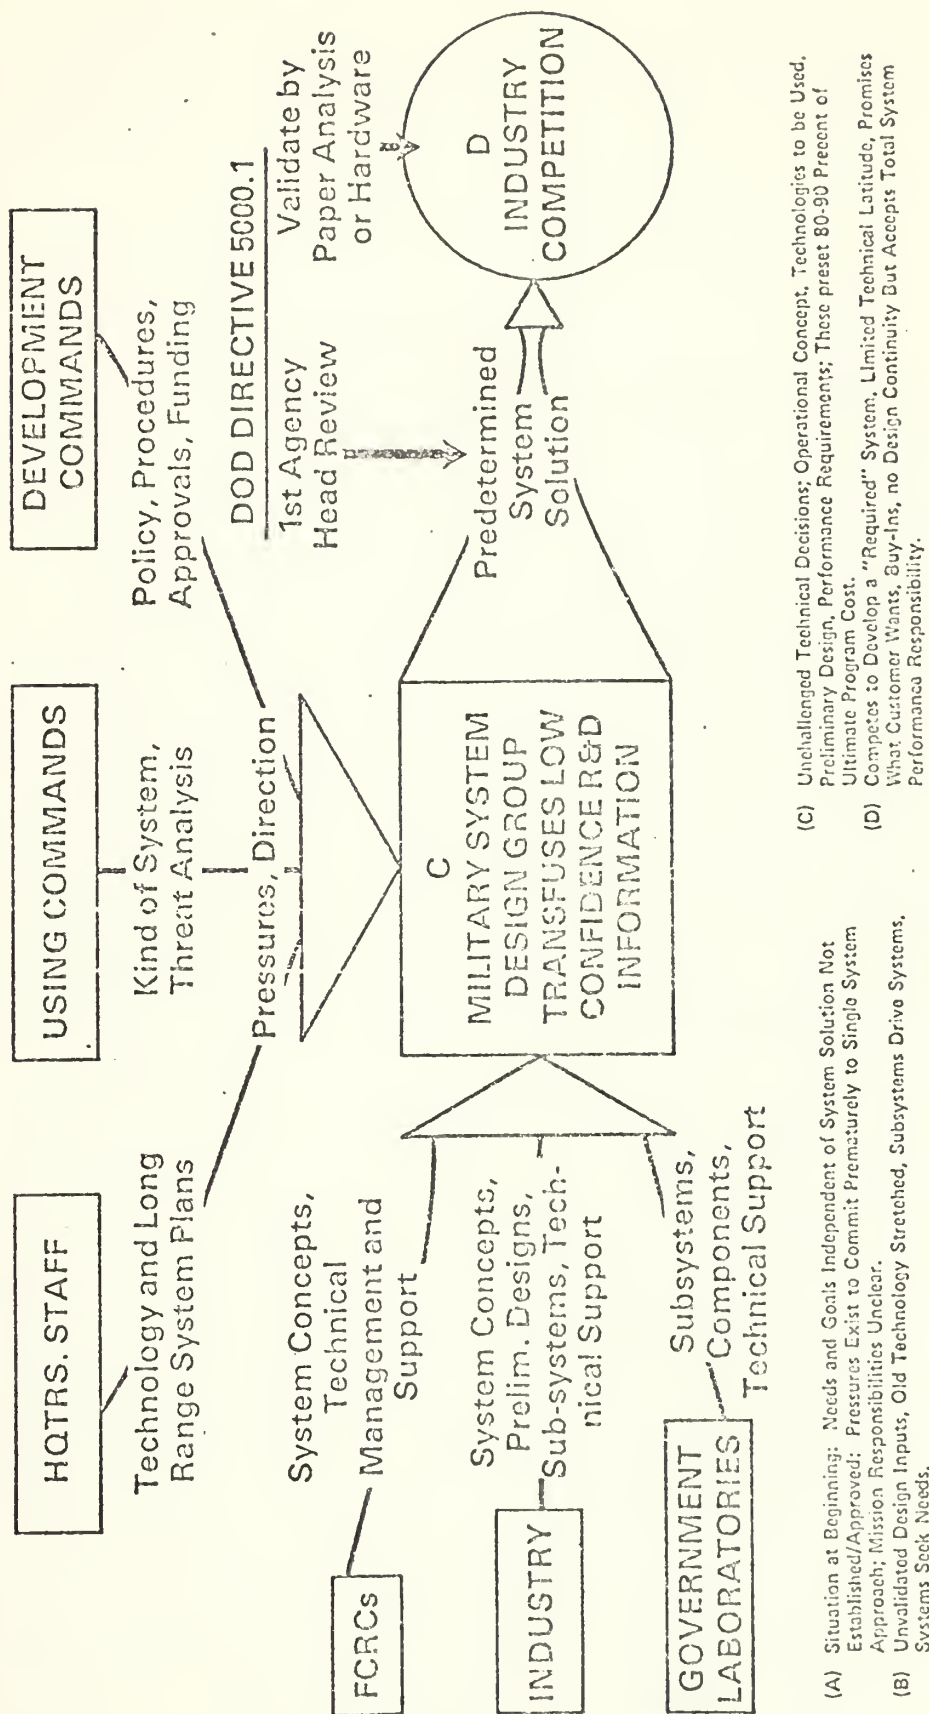 HQTRS. STAFF
USING COMMANDS
DEVELOPMENT
COMMANDS
Technology and Long
Range System Plans
Kind of System,
Threat Analysis
Policy, Procedures,
Approvals, Funding
Pressures, Direction
DOD DIRECTIVE 5000.1
1st Agency
Head Review
Validate by
Paper Analysis
or Hardware
FCRCs
System Concepts,
Technical
Management and
Support
INDUSTRY
System Concepts,
Prelim. Designs,
Sub-systems, Tech-
nical Support
GOVERNMENT
LABORATORIES
Subsystems,
Components,
Technical Support
C
MILITARY SYSTEM
DESIGN GROUP
TRANSFUSES LOW
CONFIDENCE R&D
INFORMATION
Predetermined
System
Solution
D
INDUSTRY
COMPETITION
(A) Situation at Beginning: Needs and Goals Independent of System Solution Not
Established/Approved: Pressures Exist to Commit Prematurely to Single System
Approach; Mission Responsibilities Unclear.
(B) Unvalidated Design Inputs, Old Technology Stretched, Subsystems Drive Systems,
Systems Seek Needs.
(C) Unchallenged Technical Decisions; Operational Concept, Technologies to be Used,
Preliminary Design, Performance Requirements; These preset 80-90 Precent of
Ultimate Program Cost.
(D) Competes to Develop a "Required" System, Limited Technical Latitude, Promises
What Customer Wants, Buy-Ins, no Design Continuity But Accepts Total System
Performance Responsibility.